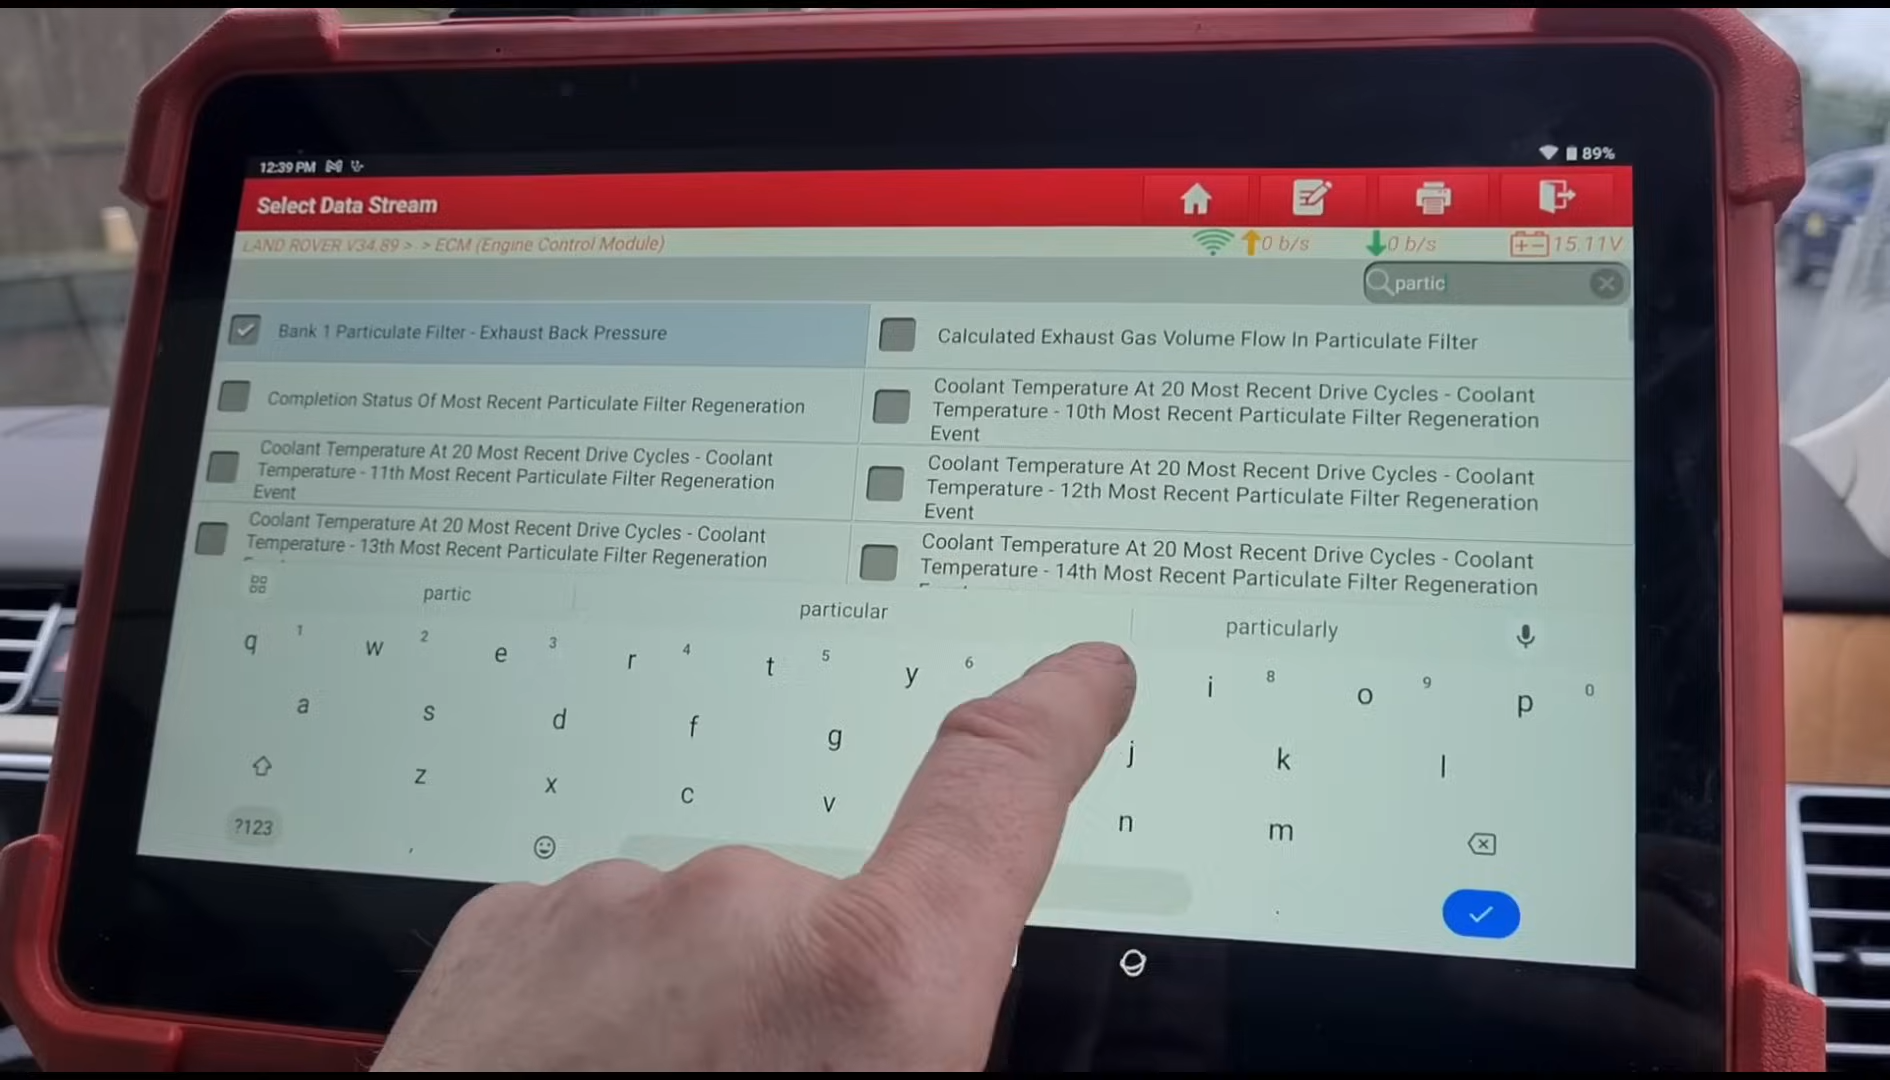 12:39 PM
89%
Select Data Stream
LAND ROVER V34.89 > . > ECM (Engine Control Module)
0 b/s
0 b/s
15.11V
partic
Bank 1 Particulate Filter - Exhaust Back Pressure
Calculated Exhaust Gas Volume Flow In Particulate Filter
Completion Status Of Most Recent Particulate Filter Regeneration
Coolant Temperature At 20 Most Recent Drive Cycles - Coolant
Temperature - 10th Most Recent Particulate Filter Regeneration
Event
Coolant Temperature At 20 Most Recent Drive Cycles - Coolant
Temperature - 11th Most Recent Particulate Filter Regeneration
Event
Coolant Temperature At 20 Most Recent Drive Cycles - Coolant
Temperature - 12th Most Recent Particulate Filter Regeneration
Event
Coolant Temperature At 20 Most Recent Drive Cycles - Coolant
Temperature - 13th Most Recent Particulate Filter Regeneration
Coolant Temperature At 20 Most Recent Drive Cycles - Coolant
Temperature - 14th Most Recent Particulate Filter Regeneration
partic
particular
particularly
q 1 w 2 e 3 r 4 t 5 y 6 i 8 o 9 p 0
a s d f g j k l
z x c v n m
?123 , .